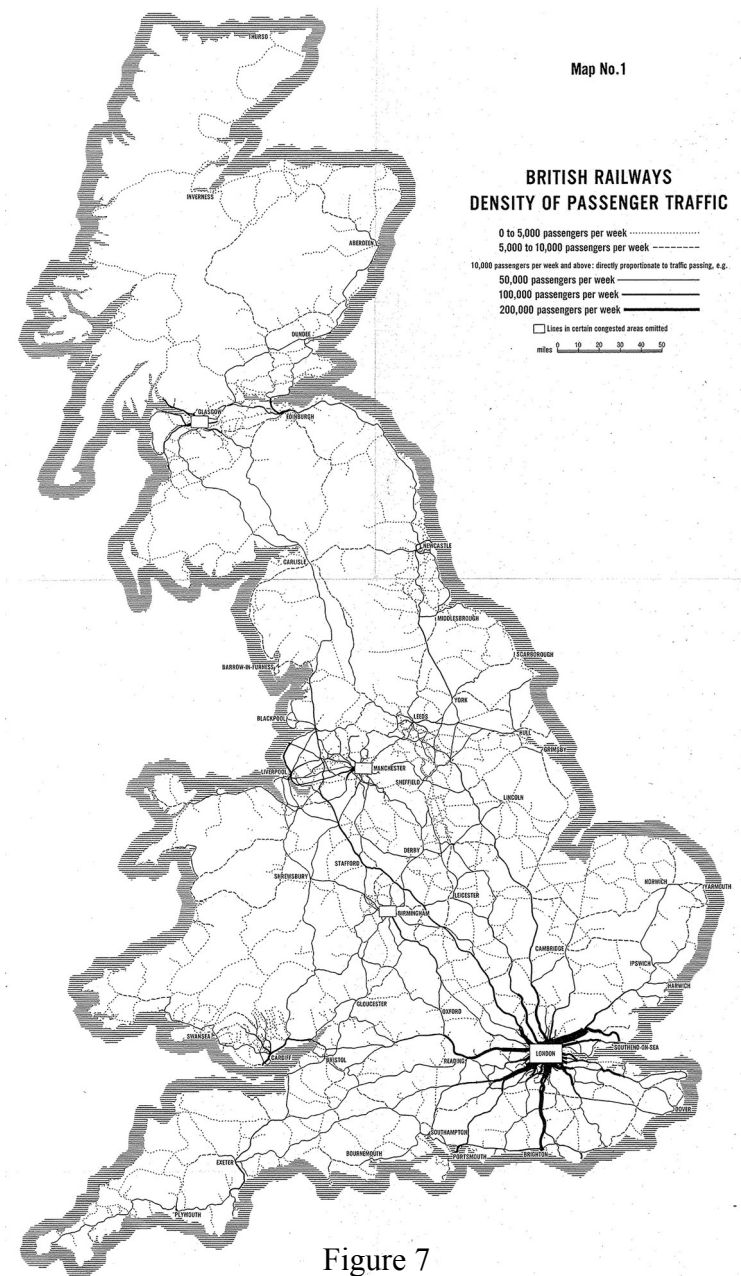 Map No.1
BRITISH RAILWAYS
DENSITY OF PASSENGER TRAFFIC
0 to 5,000 passengers per week
5,000 to 10,000 passengers per week
10,000 passengers per week and above: directly proportionate to traffic passing, e.g.
50,000 passengers per week
100,000 passengers per week
200,000 passengers per week
Lines in certain congested areas omitted
miles 0 10 20 30 40 50
THURSO
INVERNESS
ABERDEEN
DUNDEE
GLASGOW
EDINBURGH
NEWCASTLE
CARLISLE
MIDDLESBROUGH
SCARBOROUGH
BARROW-IN-FURNESS
YORK
BLACKPOOL
LEEDS
HULL
GRIMSBY
LIVERPOOL
MANCHESTER
SHEFFIELD
LINCOLN
DERBY
STAFFORD
SHREWSBURY
NORWICH
YARMOUTH
LEICESTER
BIRMINGHAM
CAMBRIDGE
IPSWICH
HARWICH
GLOUCESTER
OXFORD
SWANSEA
CARDIFF
BRISTOL
READING
LONDON
SOUTHEND-ON-SEA
DOVER
SOUTHAMPTON
BOURNEMOUTH
PORTSMOUTH
BRIGHTON
EXETER
PLYMOUTH
Figure 7